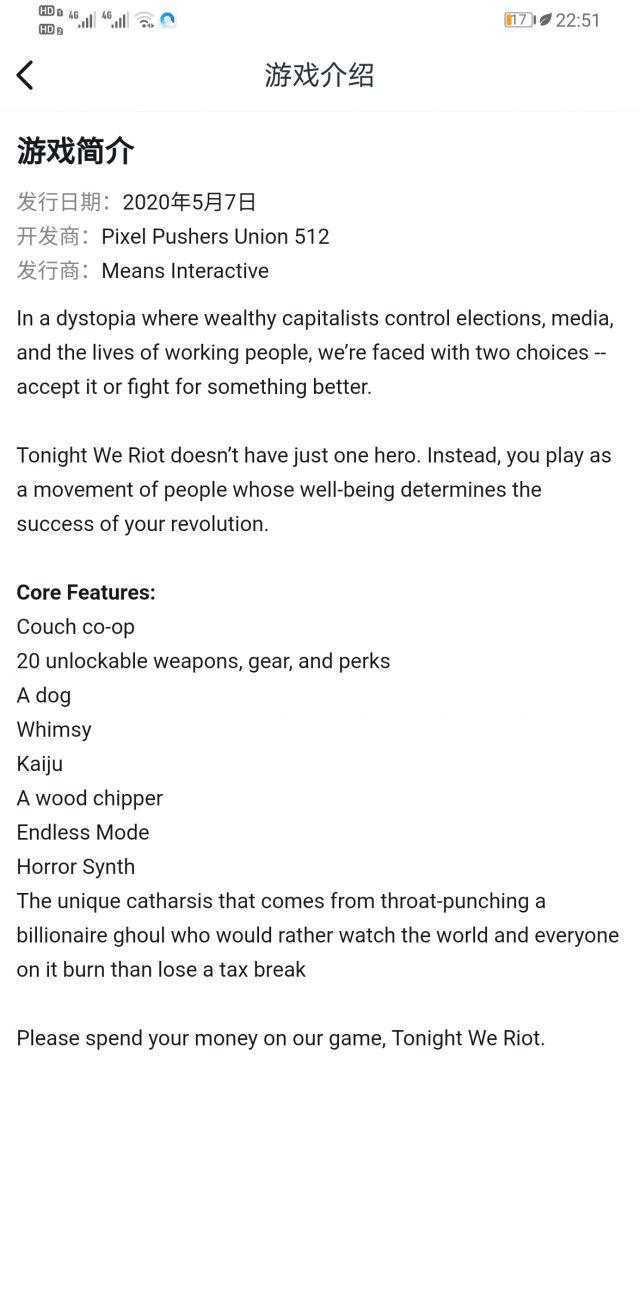 HD 1 4G 4G 17 22:51
HD 2
游戏介绍
游戏简介
发行日期：2020年5月7日
开发商：Pixel Pushers Union 512
发行商：Means Interactive
In a dystopia where wealthy capitalists control elections, media,
and the lives of working people, we’re faced with two choices --
accept it or fight for something better.
Tonight We Riot doesn’t have just one hero. Instead, you play as
a movement of people whose well-being determines the
success of your revolution.
Core Features:
Couch co-op
20 unlockable weapons, gear, and perks
A dog
Whimsy
Kaiju
A wood chipper
Endless Mode
Horror Synth
The unique catharsis that comes from throat-punching a
billionaire ghoul who would rather watch the world and everyone
on it burn than lose a tax break
Please spend your money on our game, Tonight We Riot.